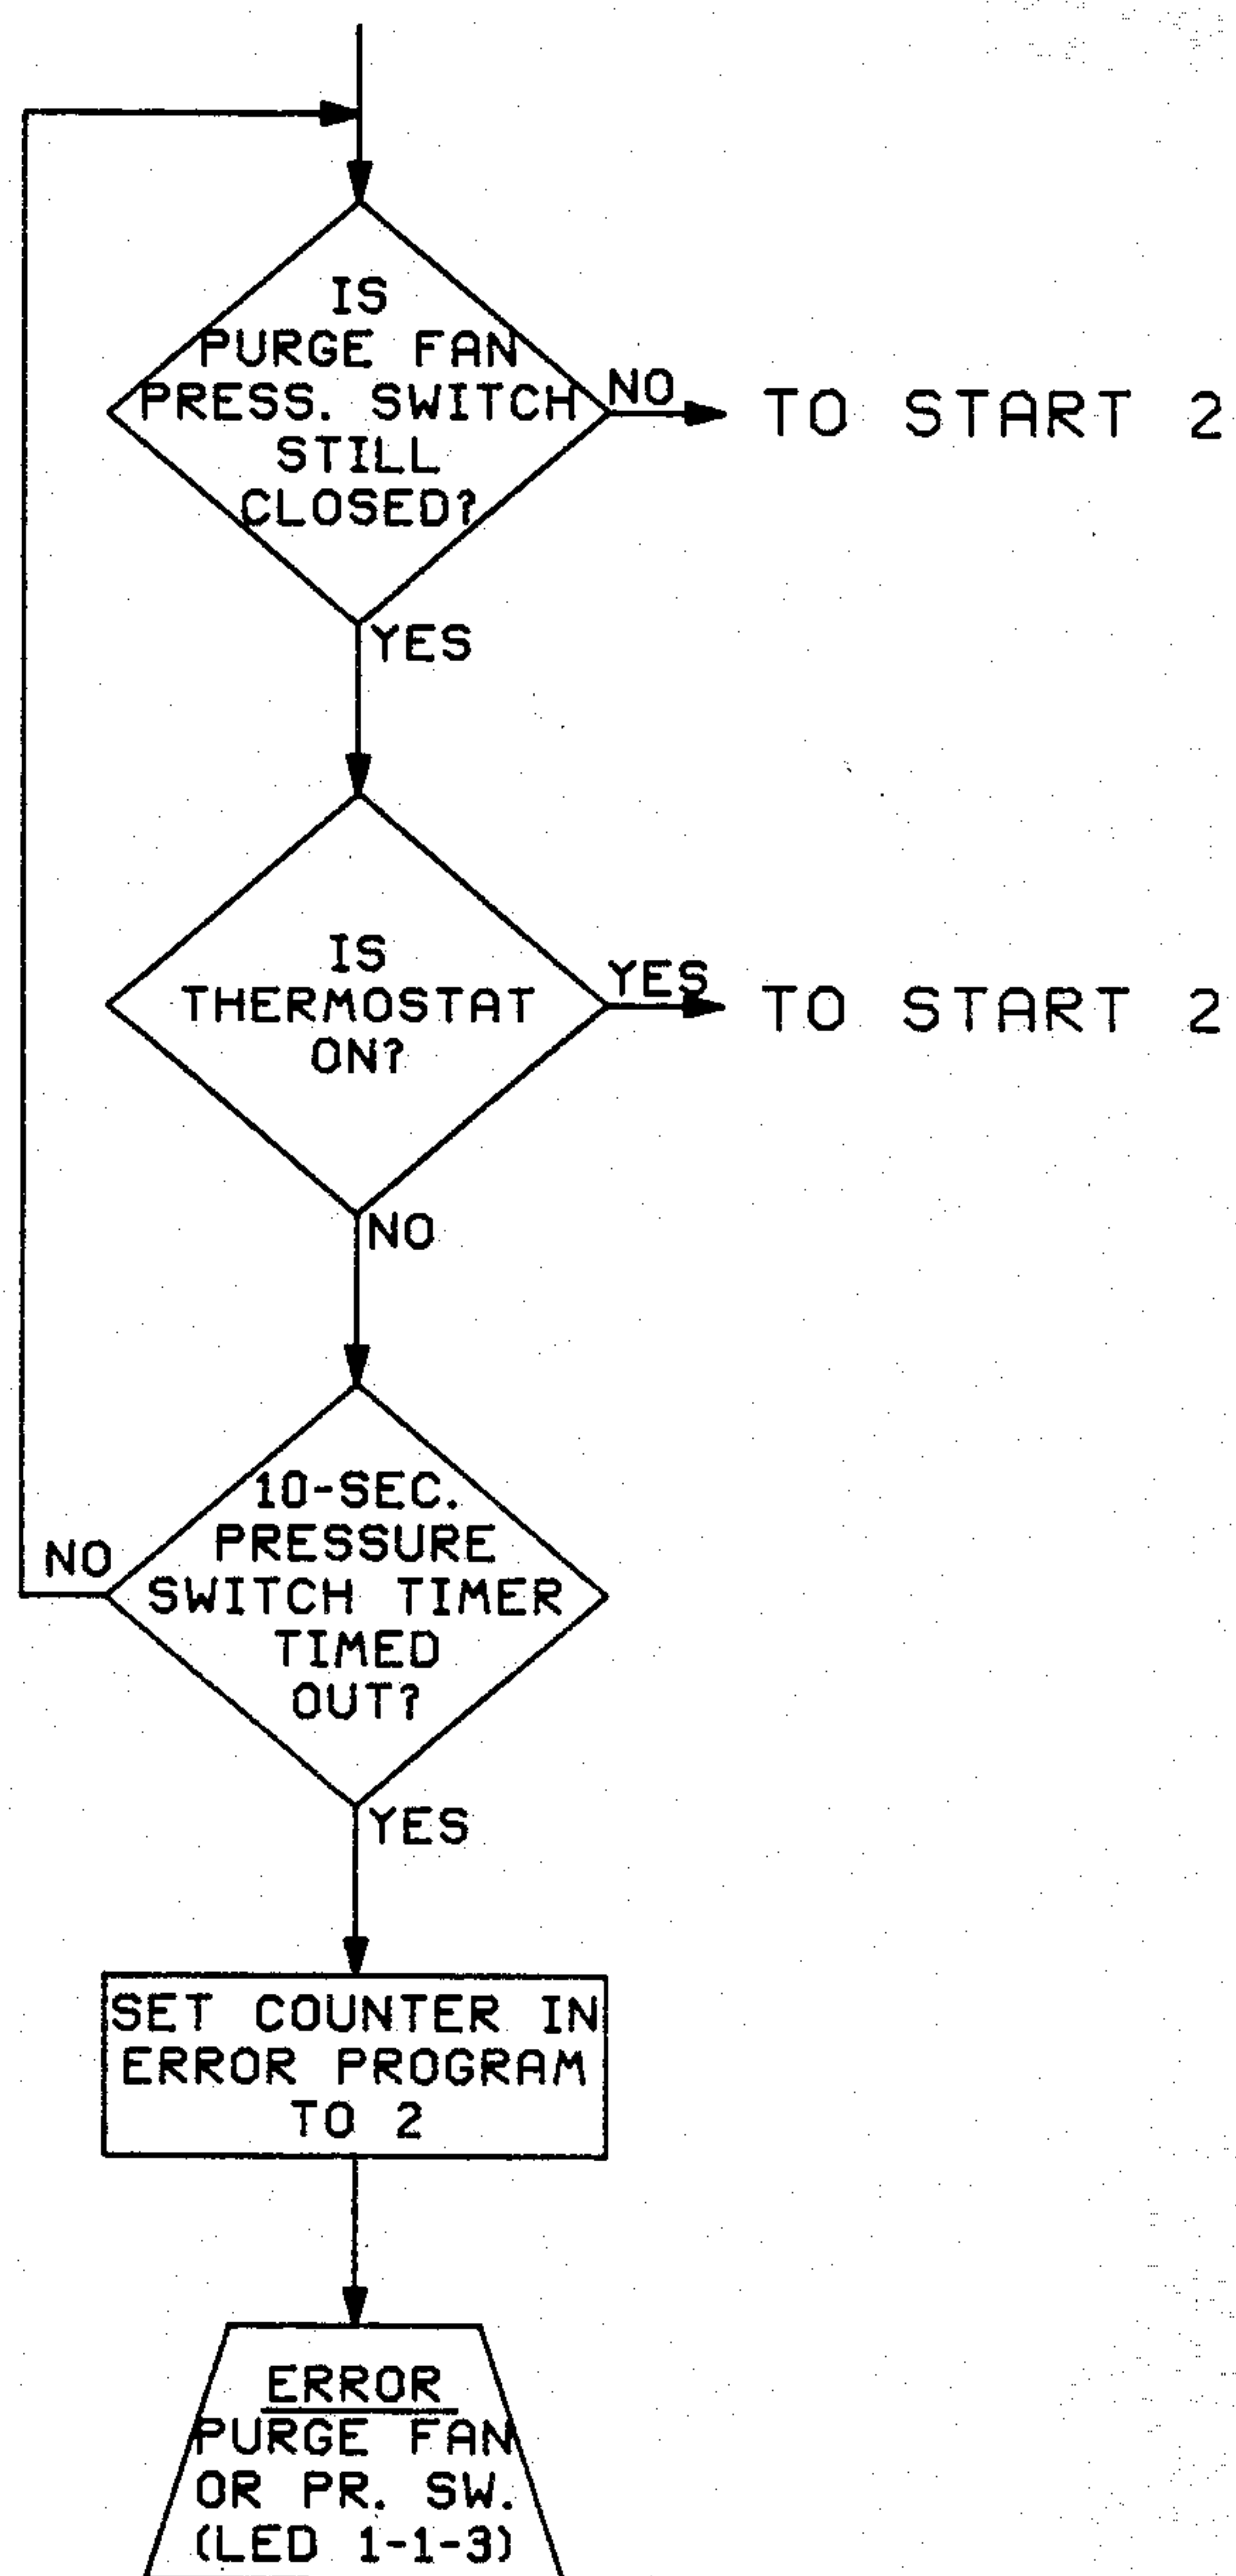 IS
PURGE FAN
PRESS. SWITCH
STILL
CLOSED?
NO
TO START 2
YES
IS
THERMOSTAT
ON?
YES
TO START 2
NO
10-SEC.
PRESSURE
SWITCH TIMER
TIMED
OUT?
NO
YES
SET COUNTER IN
ERROR PROGRAM
TO 2
ERROR
PURGE FAN
OR PR. SW.
(LED 1-1-3)